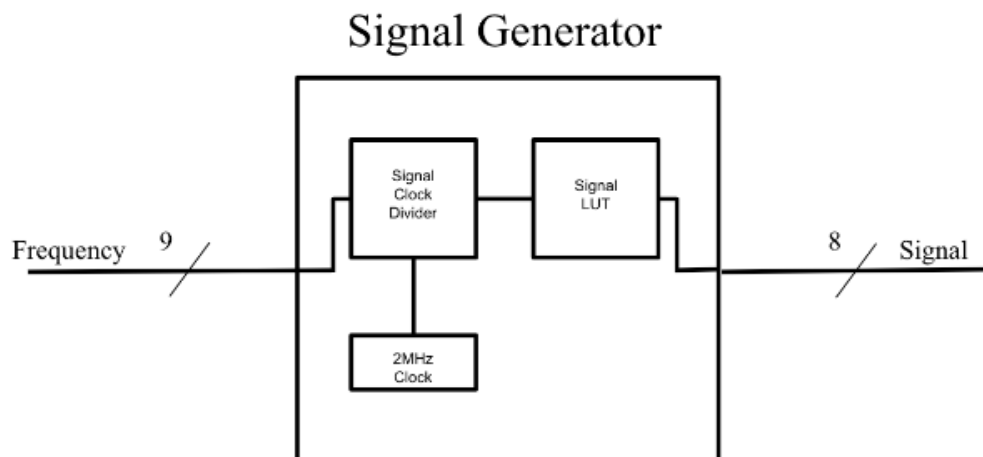 Signal Generator
Signal
Clock
Divider
Signal
LUT
Frequency
9
8
Signal
2MHz
Clock